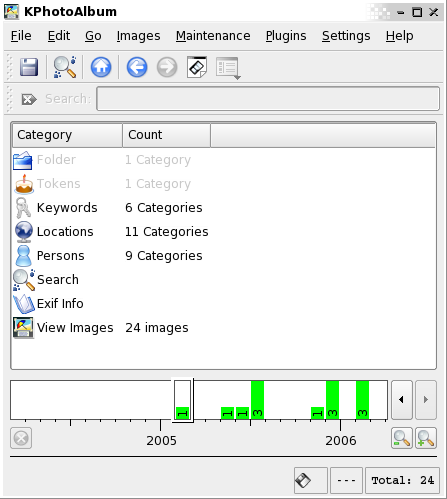 KPhotoAlbum
File Edit Go Images Maintenance Plugins Settings Help
Search:
Category Count
Folder 1 Category
Tokens 1 Category
Keywords 6 Categories
Locations 11 Categories
Persons 9 Categories
Search
Exif Info
View Images 24 images
1 1 1 3 1 3 3
2005 2006
--- Total: 24